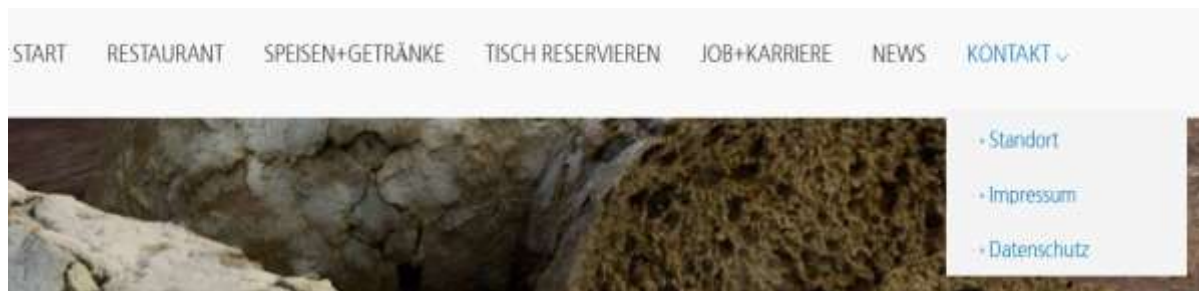 START RESTAURANT SPEISEN+GETRÄNKE TISCH RESERVIEREN JOB+KARRIERE NEWS KONTAKT
Standort
Impressum
Datenschutz